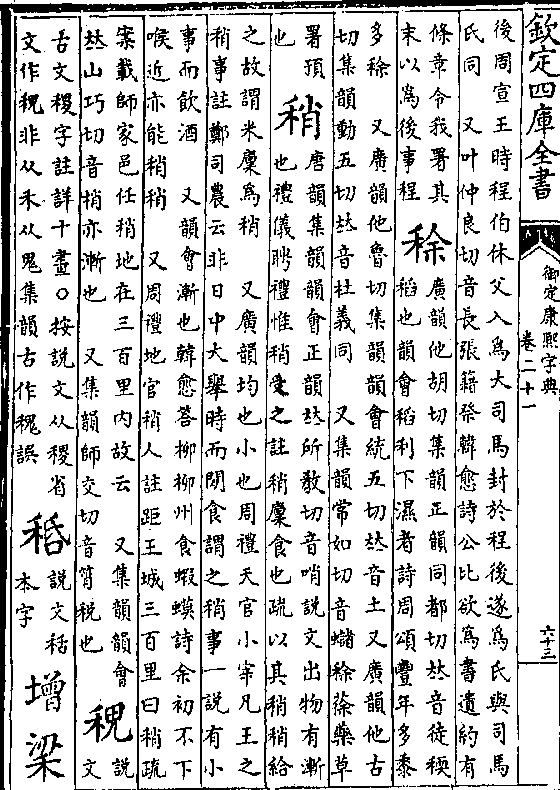 欽定四庫全書
御定康熙字典
卷二十一
六十三
後周宣王時程伯休父入為大司馬封於程後遂為氏與司馬
氏同 又叶仲良切音長張籍祭韓愈詩公比欲為書遺約有
條章令我署其
末以為後事程
稌
廣韻他胡切集韻正韻同都切𠀤音徒稬
稻也韻會稻利下濕者詩周頌豐年多黍
多稌 又廣韻他魯切集韻韻會統五切𠀤音土又廣韻他古
切集韻動五切𠀤音杜義同 又集韻常如切音蜍稌蒣藥草
署預
也
稍
唐韻集韻韻會正韻𠀤所教切音哨說文出物有漸
也禮儀聘禮惟稍受之註稍稟食也疏以其稍稍給
之故謂米稟為稍 又廣韻均也小也周禮天官小宰凡王之
稍事註鄭司農云非日中大舉時而閒食謂之稍事一說有小
事而飲酒 又韻會漸也韓愈答柳柳州食蝦蟆詩余初不下
喉近亦能稍稍 又周禮地官稍人註距王城三百里曰稍疏
案載師家邑任稍地在三百里內故云 又集韻韻會
𠀤山巧切音梢亦漸也 又集韻師交切音筲稅也
說
文
古文稷字註詳十畫○按說文从稷省
文作非从禾从鬼集韻古作誤
說文秳
本字
增
梁